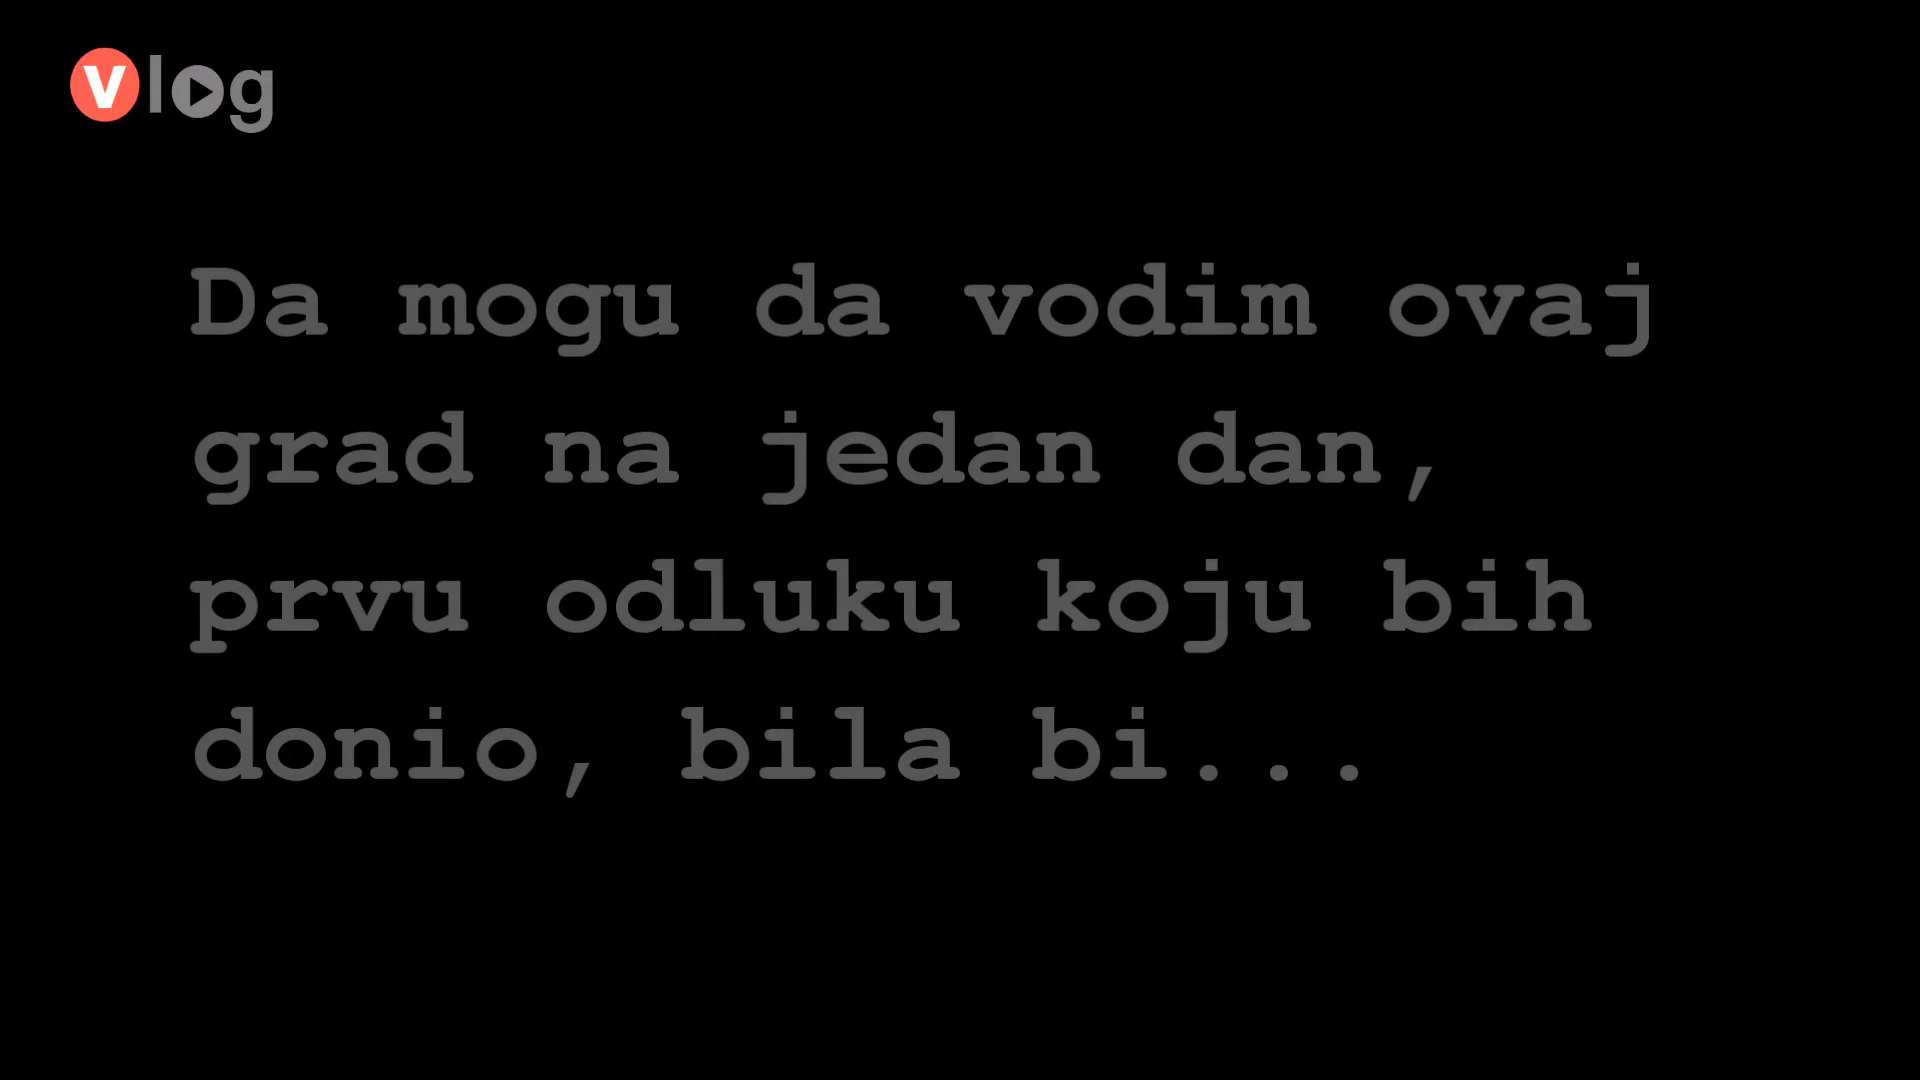 vlog
Da mogu da vodim ovaj
grad na jedan dan,
prvu odluku koju bih
donio, bila bi...